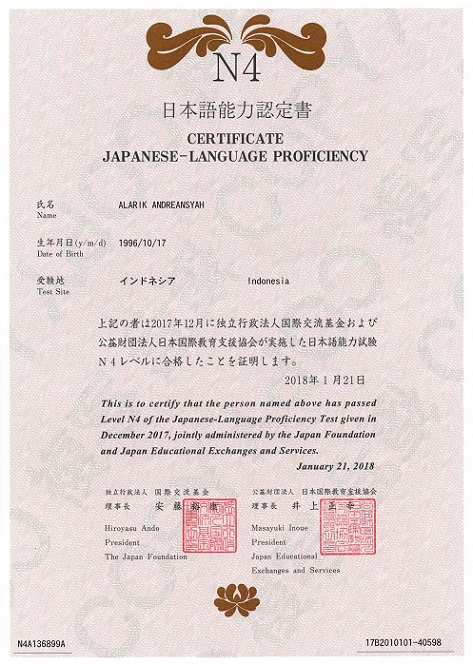 N4
日本語能力認定書
CERTIFICATE
JAPANESE-LANGUAGE PROFICIENCY
氏名 ALARIK ANDREANSYAH
Name
生年月日(y/m/d) 1996/10/17
Date of Birth
受験地 インドネシア Indonesia
Test Site
上記の者は2017年12月に独立行政法人国際交流基金および
公益財団法人日本国際教育支援協会が実施した日本語能力試験
N4レベルに合格したことを証明します。
2018年1月21日
This is to certify that the person named above has passed
Level N4 of the Japanese-Language Proficiency Test given in
December 2017, jointly administered by the Japan Foundation
and Japan Educational Exchanges and Services.
January 21, 2018
独立行政法人 国際交流基金 公益財団法人 日本国際教育支援協会
理事長 安藤裕康 理事長 井上正幸
Hiroyasu Ando Masayuki Inoue
President President
The Japan Foundation Japan Educational
Exchanges and Services
N4A136899A 17B2010101-40598